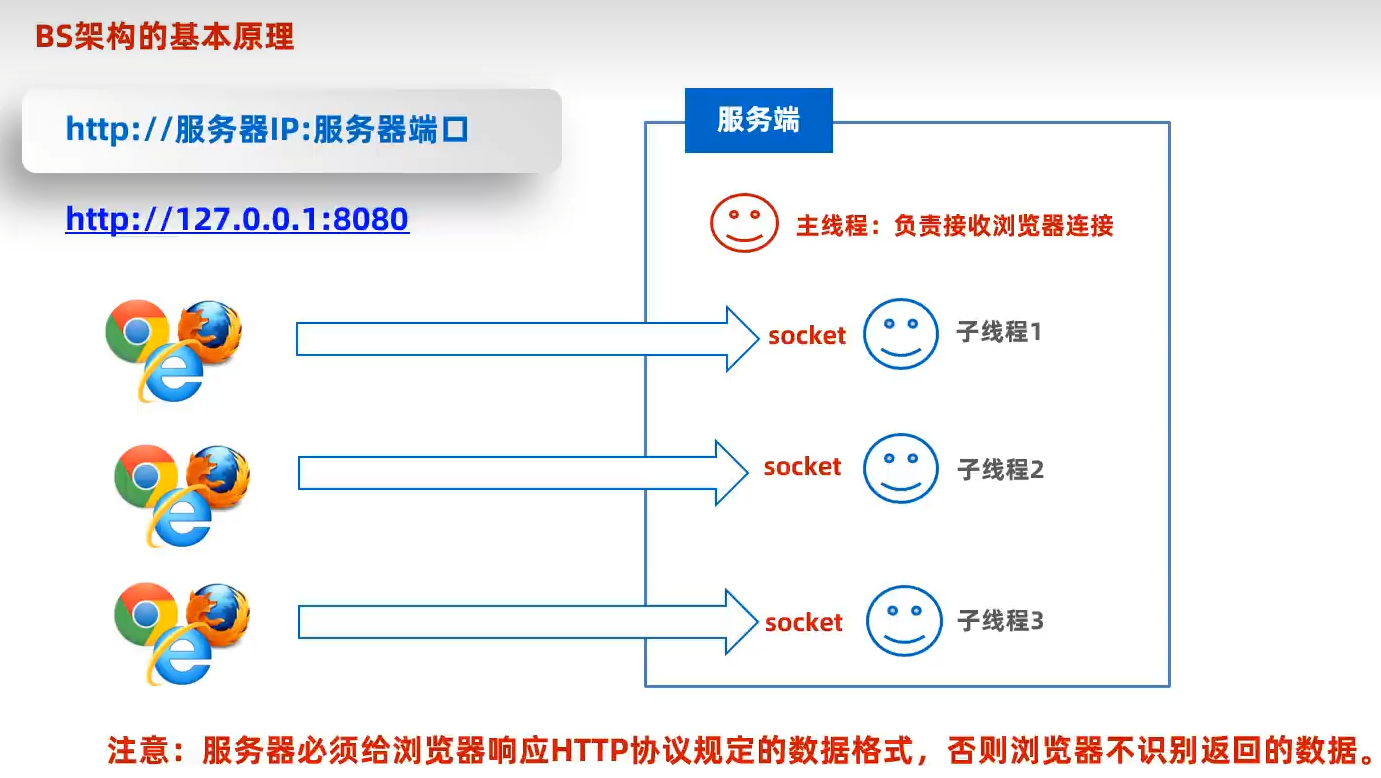 BS架构的基本原理
http://服务器IP:服务器端口
服务端
http://127.0.0.1:8080
主线程：负责接收浏览器连接
socket
子线程1
socket
子线程2
socket
子线程3
注意：服务器必须给浏览器响应HTTP协议规定的数据格式，否则浏览器不识别返回的数据。